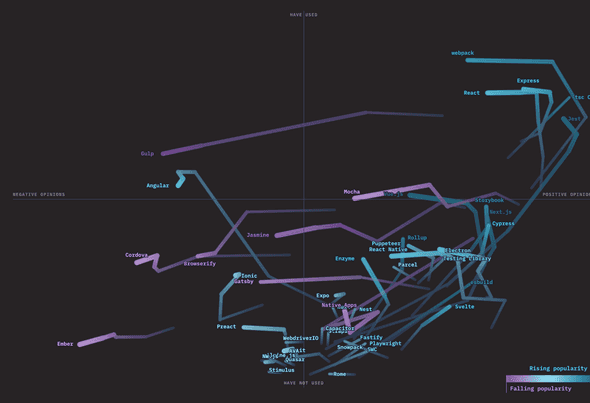 HAVE USED
webpack
Express
React
tsc C
Jest
Gulp
Angular
NEGATIVE OPINIONS
POSITIVE OPINIONS
Mocha
Storybook
Next.js
Cypress
Jasmine
Rollup
Puppeteer
React Native
Electron
Testing Library
Cordova
Browserify
Enzyme
Parcel
Ionic
Gatsby
Expo
Native Apps
Nest
Svelte
Preact
Capacitor
Ember
WebdriverIO
Fastify
Playwright
Snowpack
SWC
Quasar
Stimulus
Rome
HAVE NOT USED
Rising popularity
Falling popularity